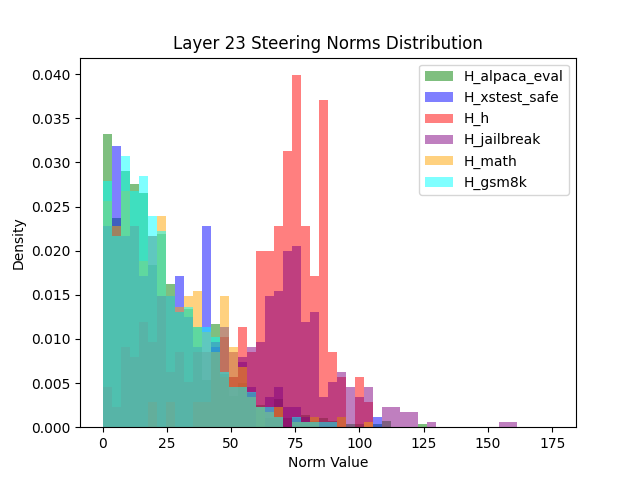 Layer 23 Steering Norms Distribution
0.040
0.035
0.030
0.025
0.020
0.015
0.010
0.005
0.000
Density
H_alpaca_eval
H_xstest_safe
H_h
H_jailbreak
H_math
H_gsm8k
0 25 50 75 100 125 150 175
Norm Value